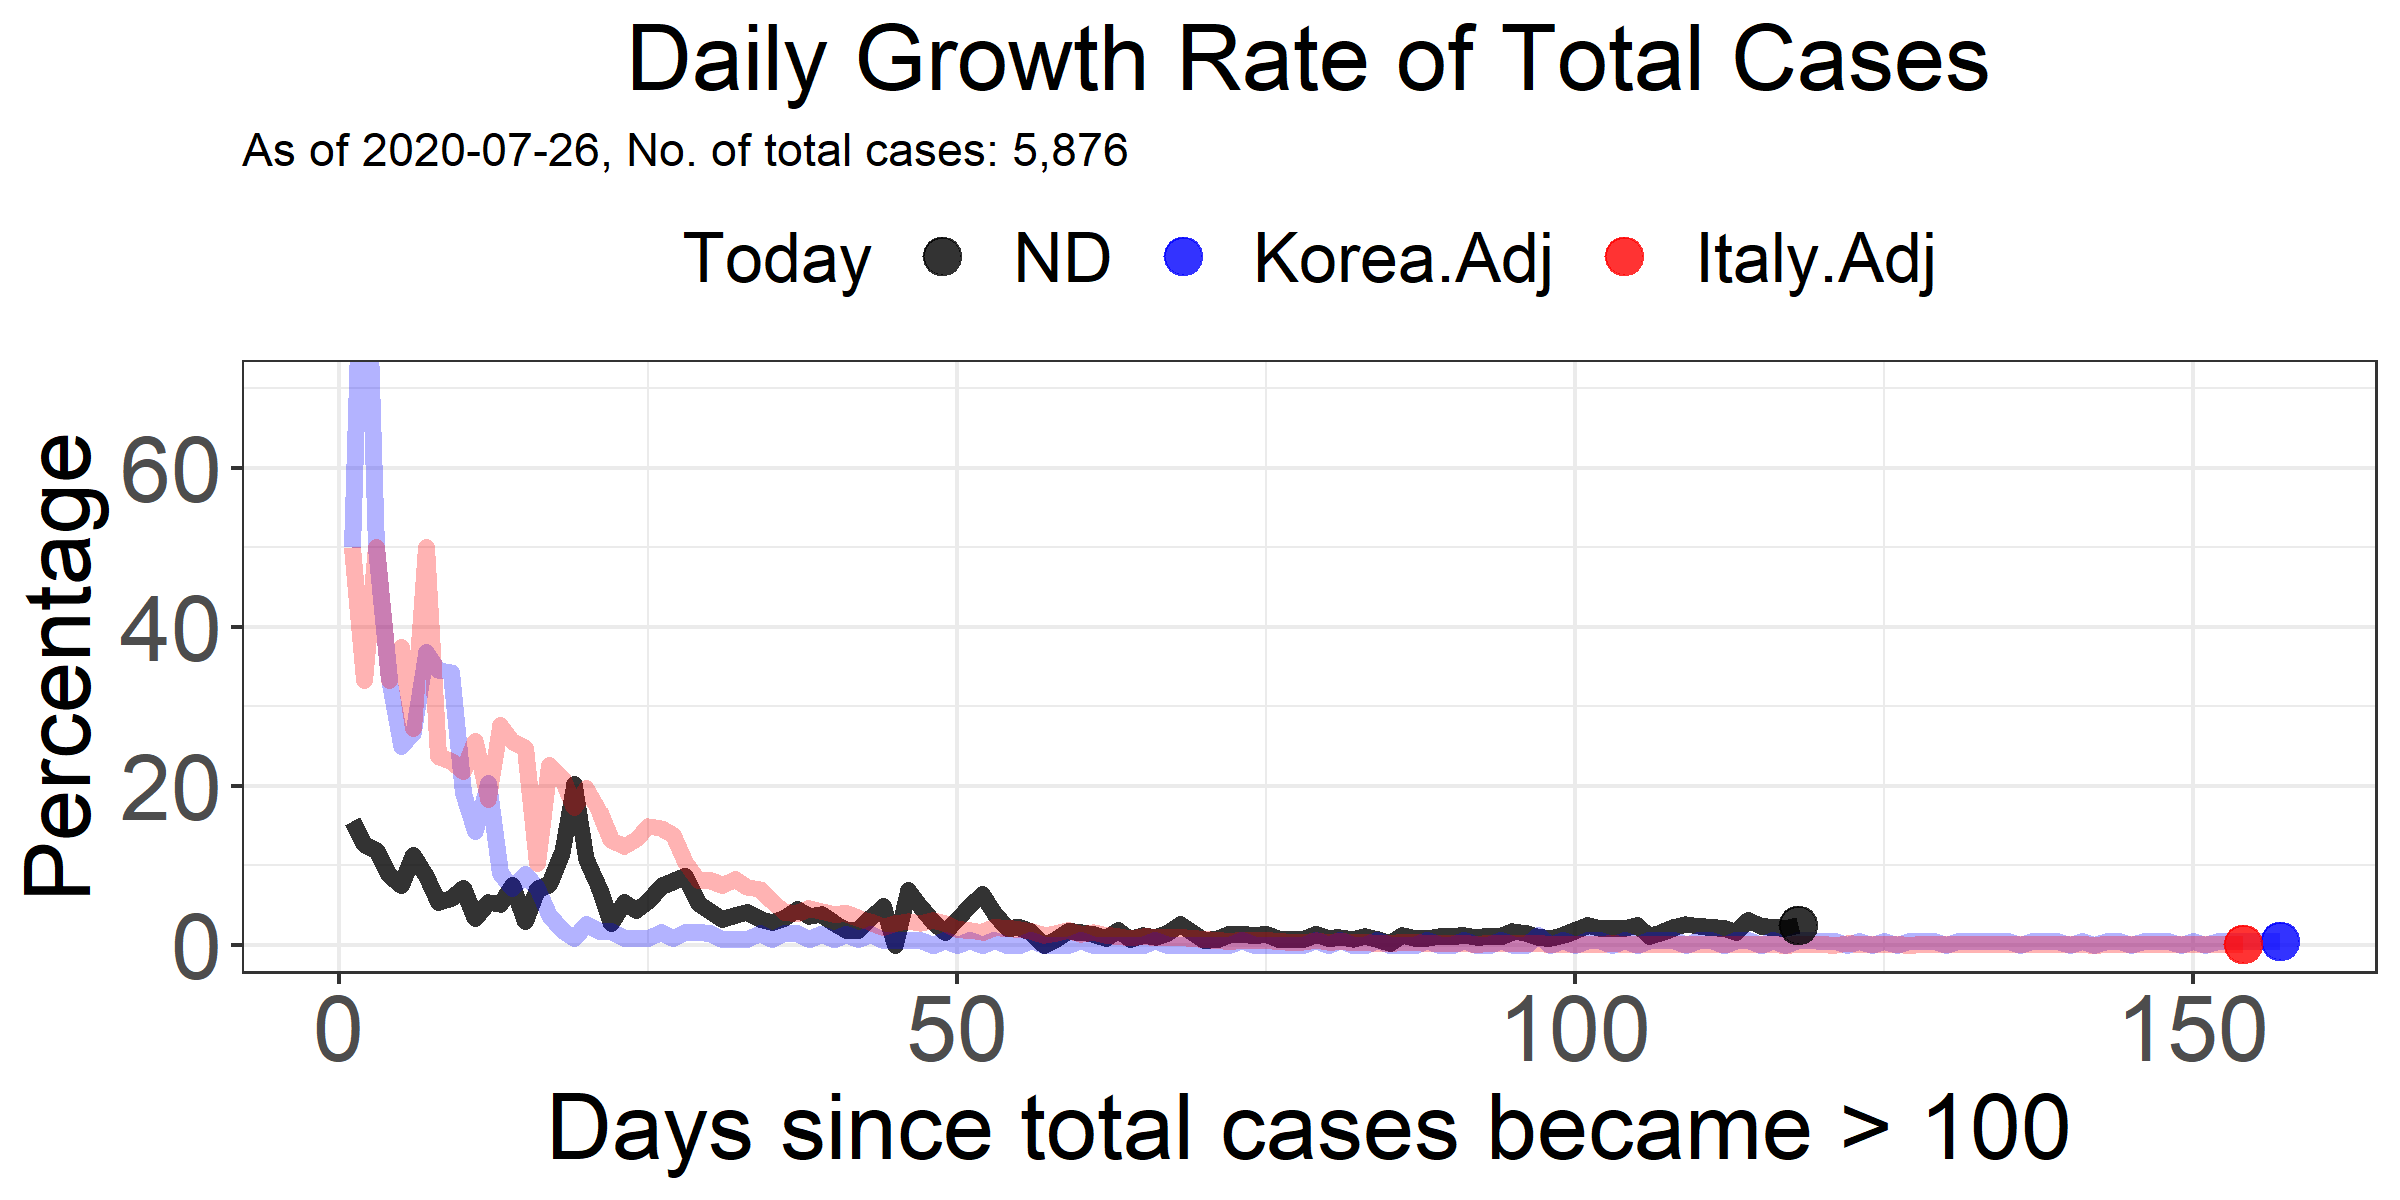 Daily Growth Rate of Total Cases
As of 2020-07-26, No. of total cases: 5,876
Today ND Korea.Adj Italy.Adj
Percentage
60
40
20
0
0 50 100 150
Days since total cases became > 100